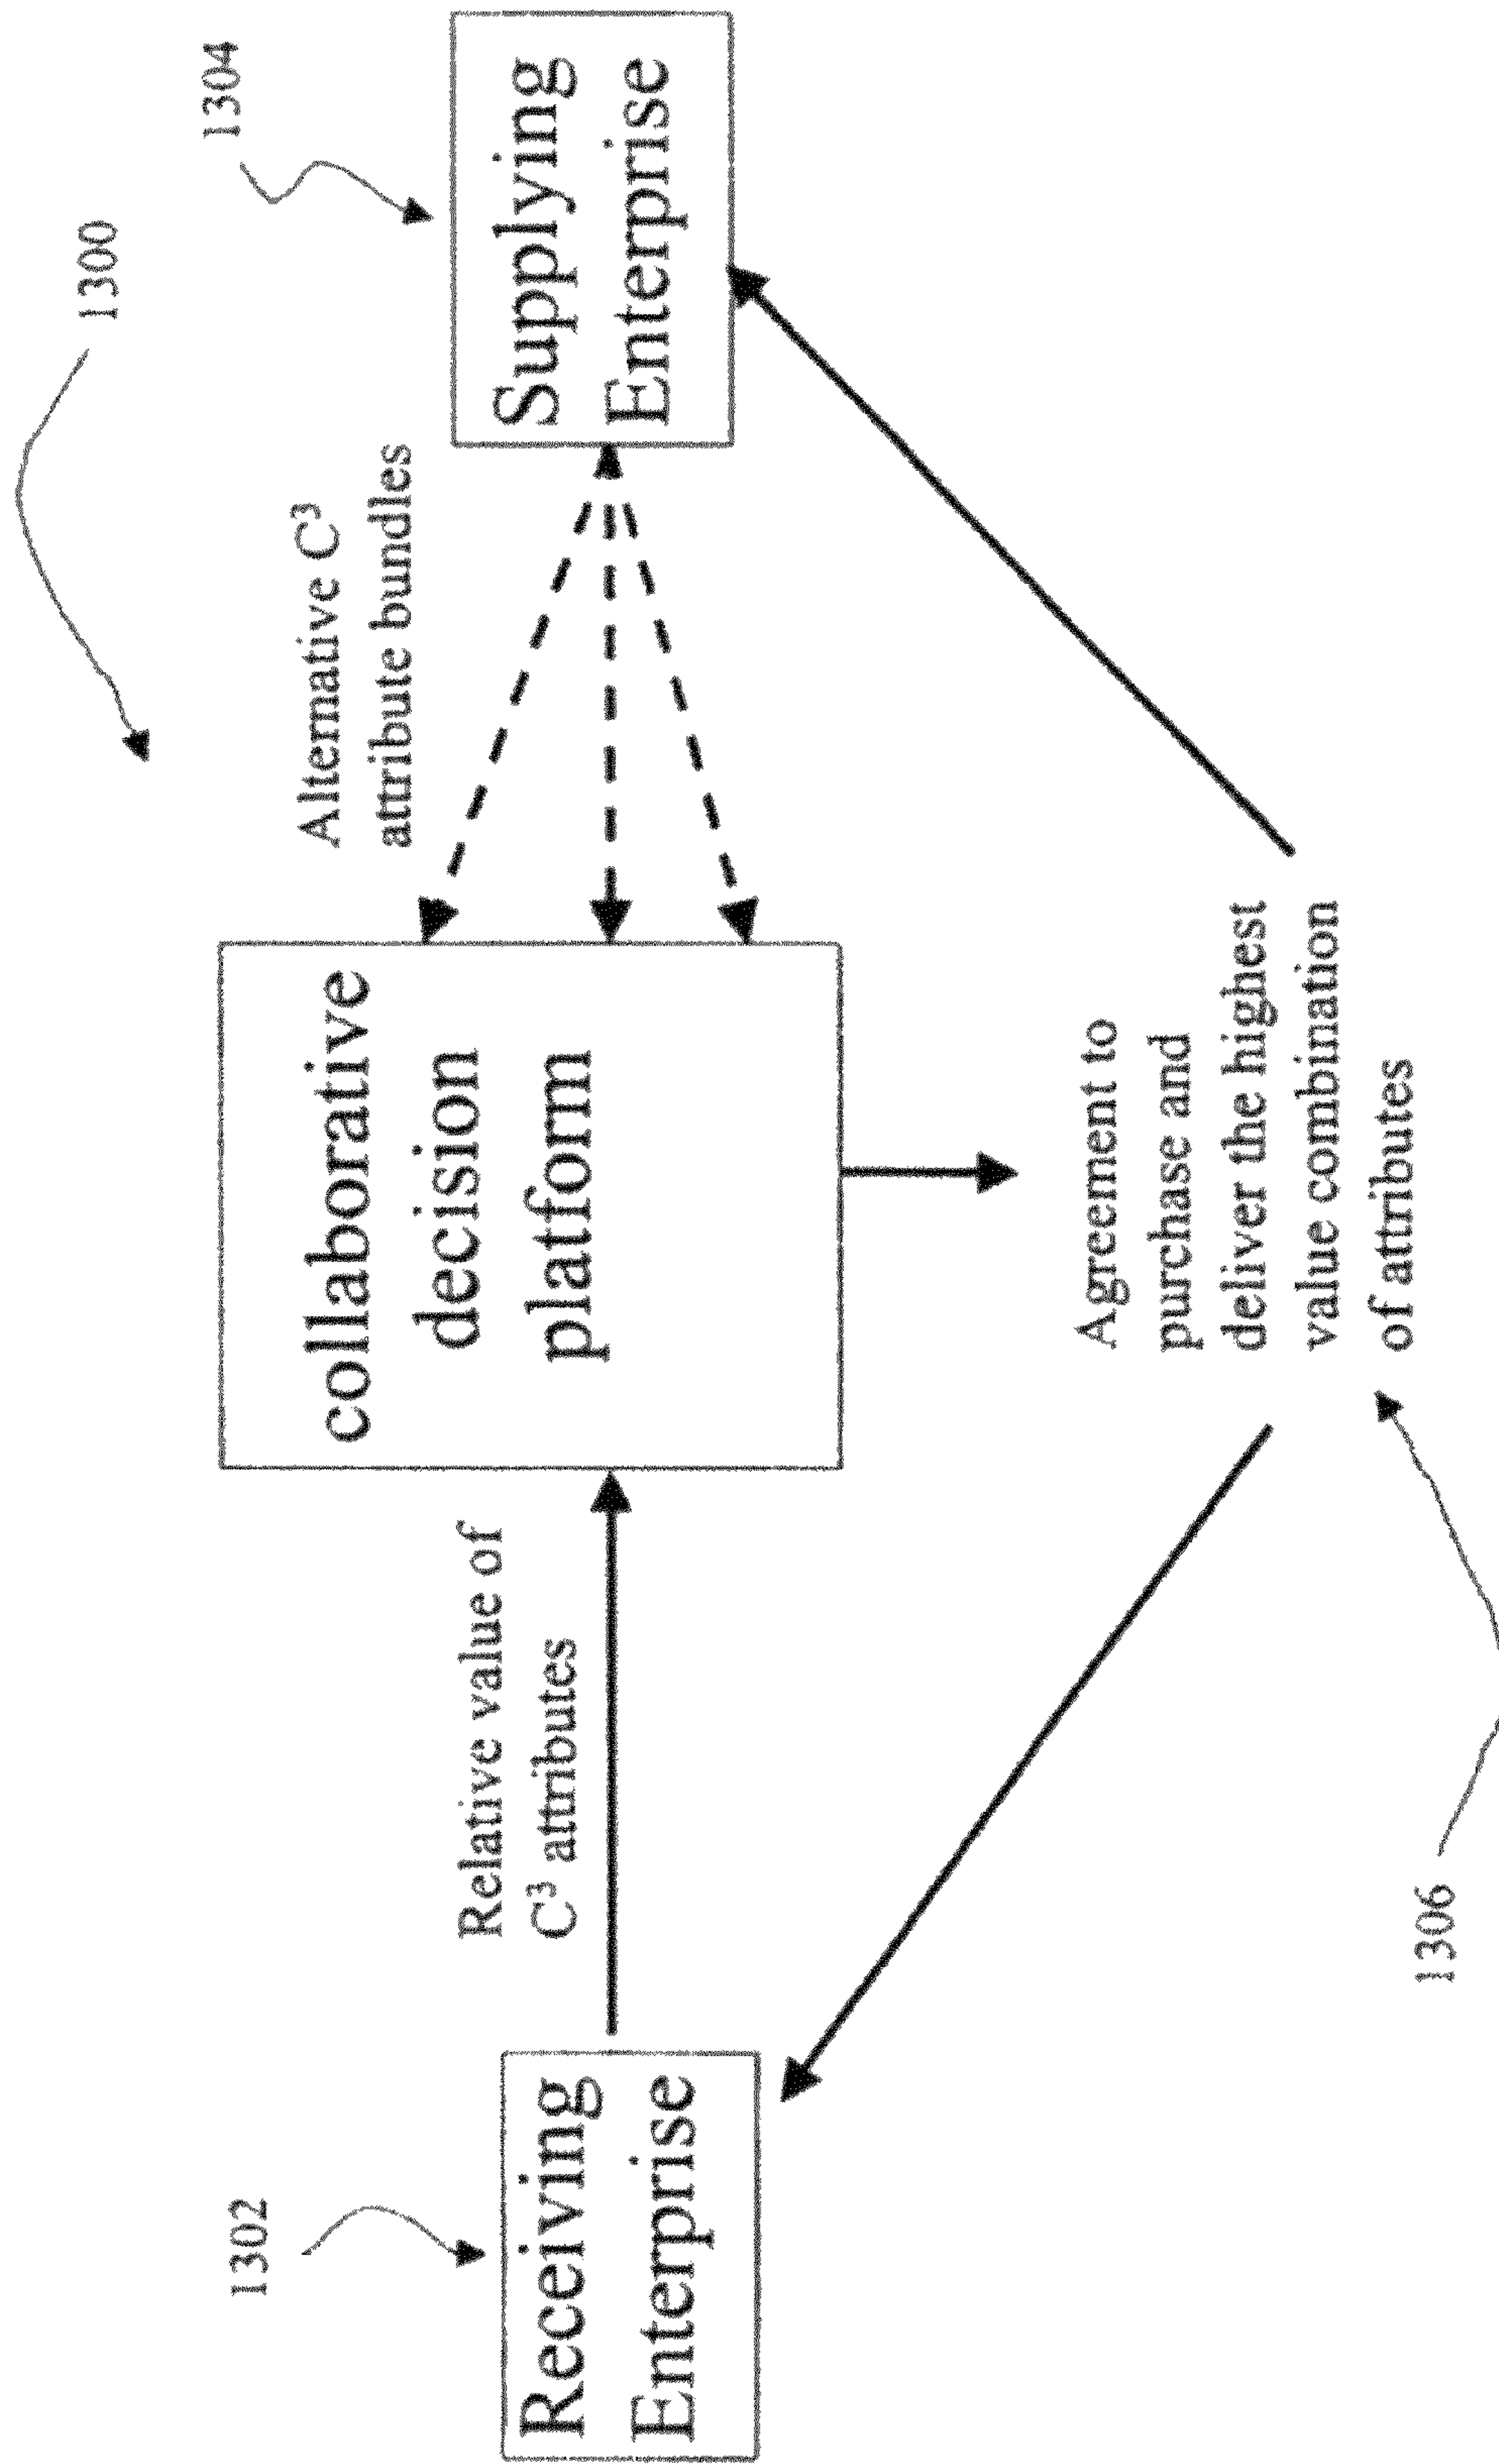 1300
1304
1302
Alternative C³
attribute bundles
Relative value of
C³ attributes
collaborative
decision
platform
Receiving
Enterprise
Supplying
Enterprise
Agreement to
purchase and
deliver the highest
value combination
of attributes
1306